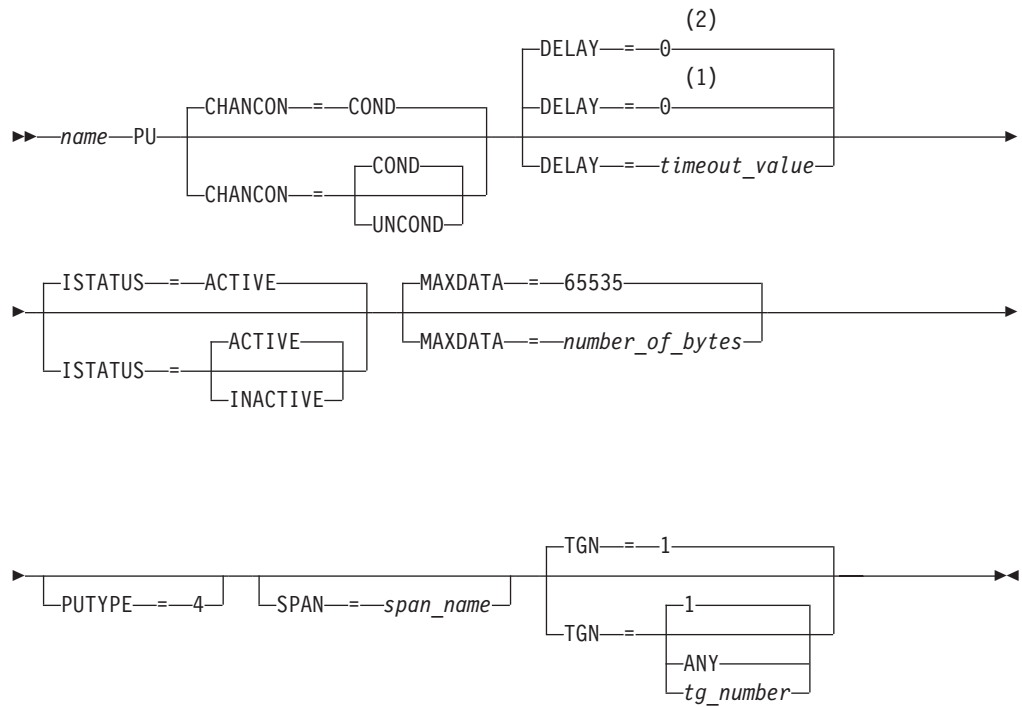 (2)
DELAY = 0
(1)
CHANCON = COND DELAY = 0
name PU
COND
CHANCON = DELAY = timeout_value
UNCOND
ISTATUS = ACTIVE MAXDATA = 65535
ACTIVE
ISTATUS = MAXDATA = number_of_bytes
INACTIVE
TGN = 1
PUTYPE = 4 SPAN = span_name
1
TGN =
ANY
tg_number